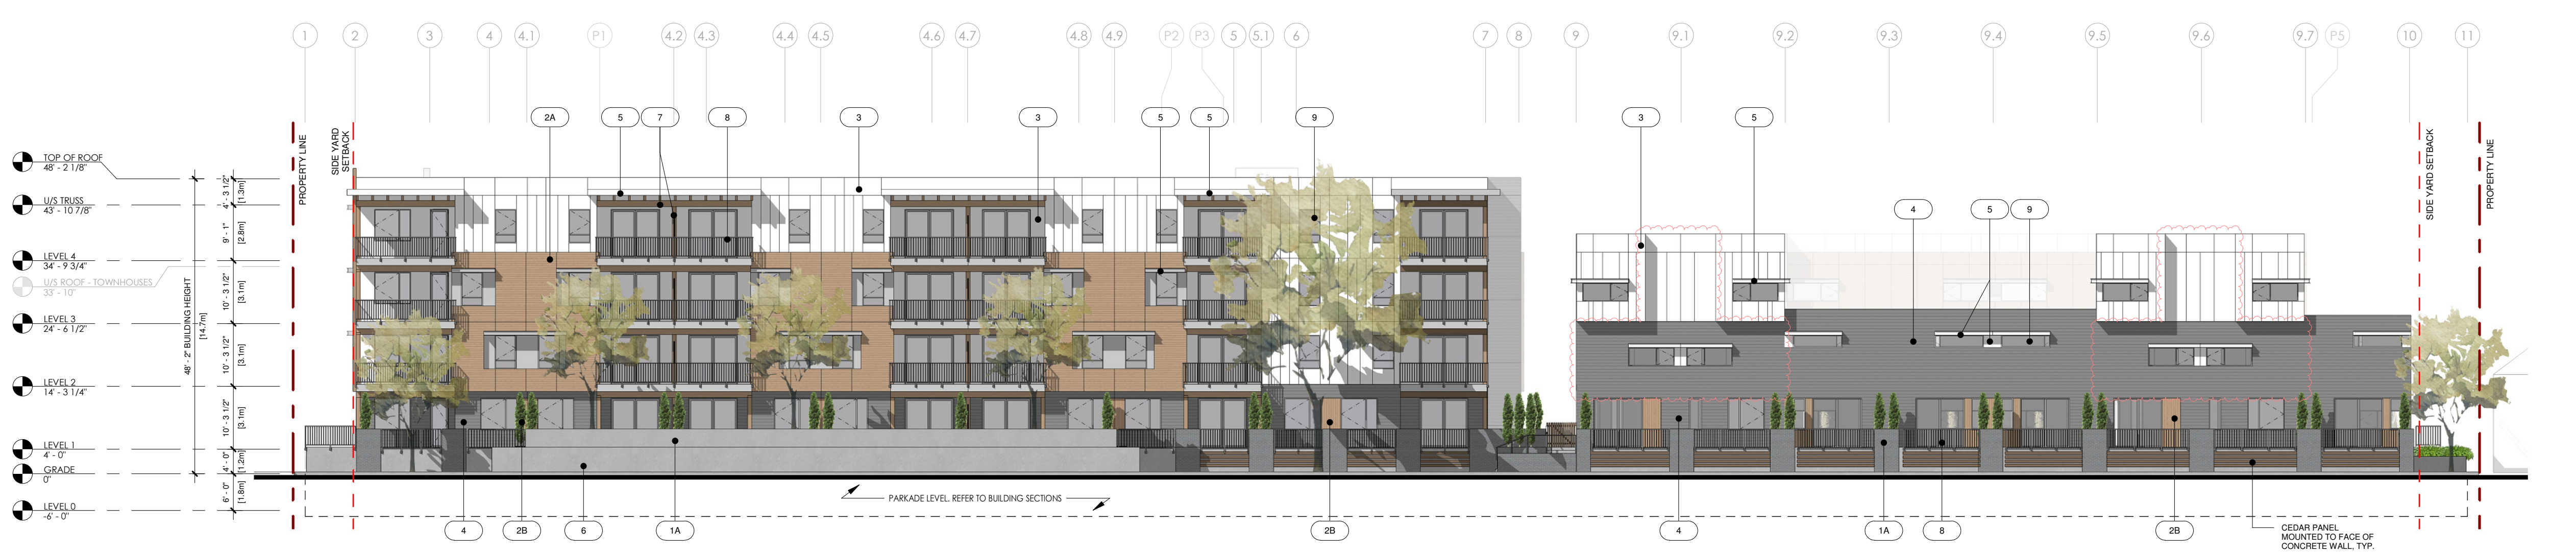 1 2 3 4 4.1 P1 4.2 4.3 4.4 4.5 4.6 4.7 4.8 4.9 P2 P3 5 5.1 6 7 8 9 9.1 9.2 9.3 9.4 9.5 9.6 9.7 P5 10 11
2A 5 7 8 3 3 5 5 9 3 5
4 5 9
PROPERTY LINE
SIDE YARD
SETBACK
SIDE YARD SETBACK
PROPERTY LINE
TOP OF ROOF
48' - 2 1/8"
U/S TRUSS
43' - 10 7/8"
LEVEL 4
34' - 9 3/4"
U/S ROOF - TOWNHOUSES
33' - 10"
LEVEL 3
24' - 6 1/2"
LEVEL 2
14' - 3 1/4"
LEVEL 1
4' - 0"
GRADE
0"
LEVEL 0
-6' - 0"
48' - 2" BUILDING HEIGHT
[14.7m]
4' - 3 1/2"
[1.3m]
9' - 1"
[2.8m]
10' - 3 1/2"
[3.1m]
10' - 3 1/2"
[3.1m]
10' - 3 1/2"
[3.1m]
4' - 0"
[1.2m]
6' - 0"
[1.8m]
PARKADE LEVEL. REFER TO BUILDING SECTIONS
4 2B 6 1A 2B 4 1A 8 2B
CEDAR PANEL
MOUNTED TO FACE OF
CONCRETE WALL, TYP.